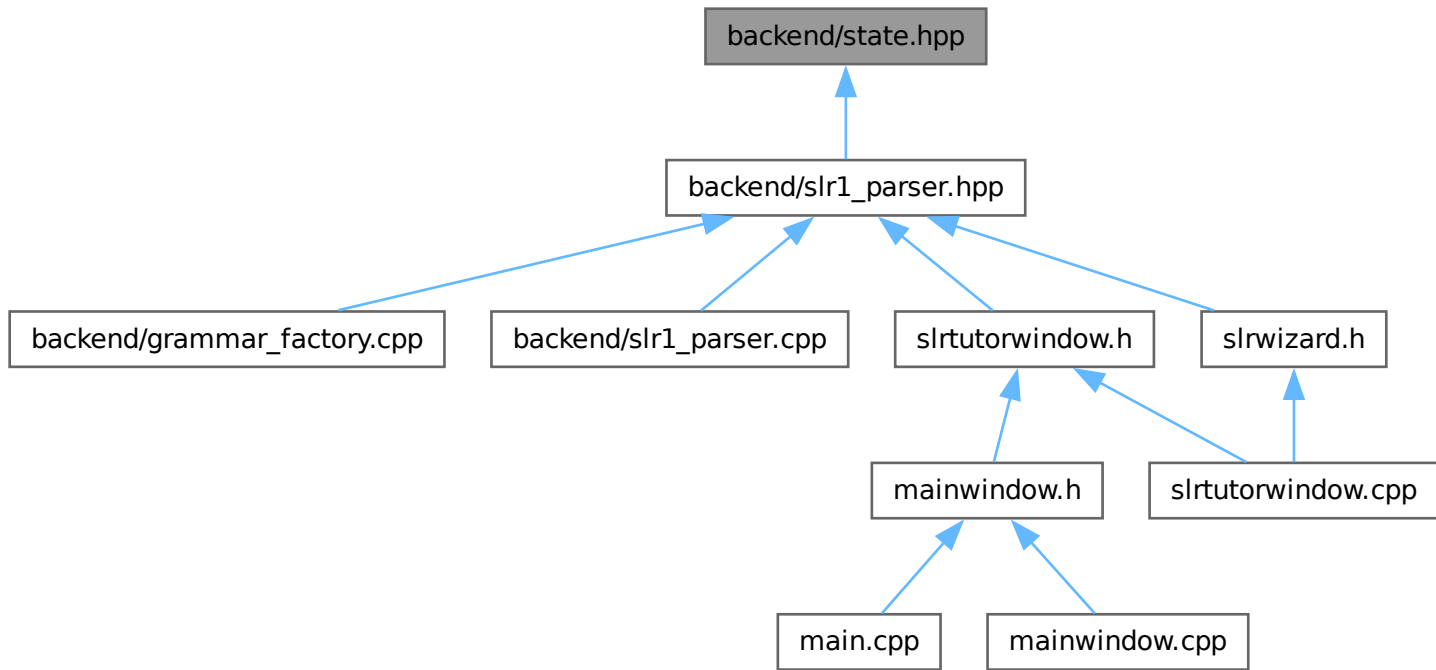 backend/state.hpp
backend/slr1_parser.hpp
backend/grammar_factory.cpp
backend/slr1_parser.cpp
slrtutorwindow.h
slrwizard.h
mainwindow.h
slrtutorwindow.cpp
main.cpp
mainwindow.cpp